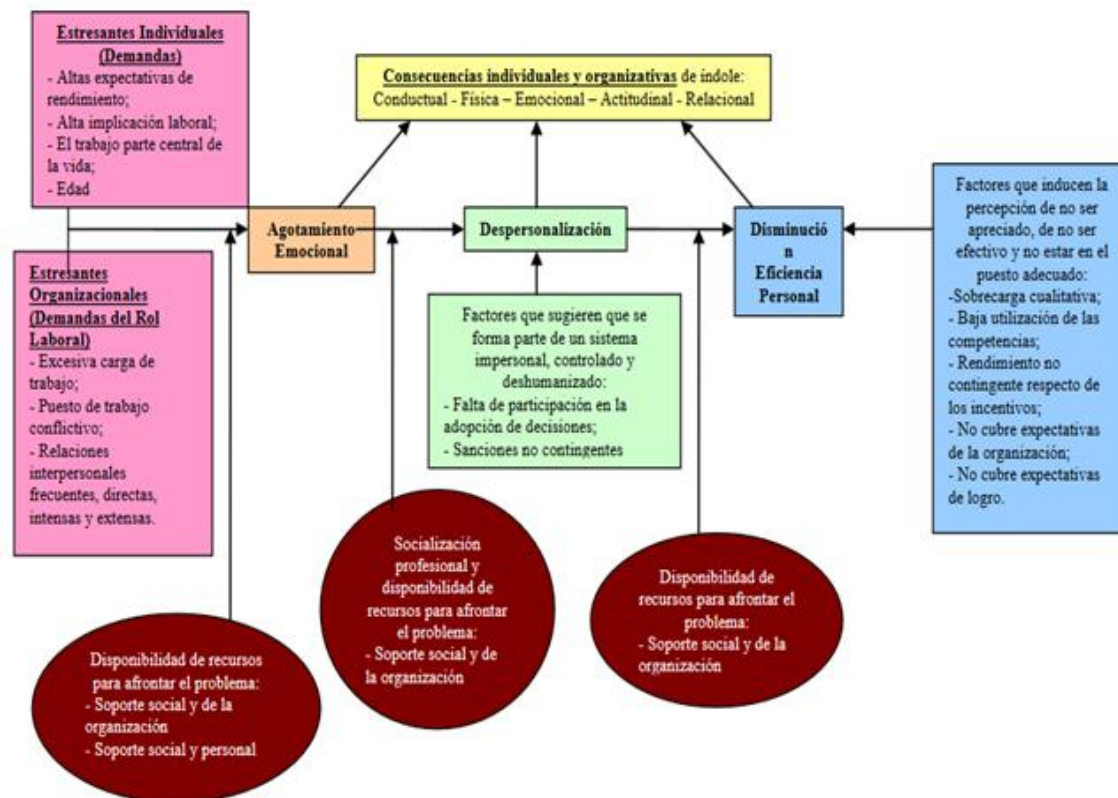 Estresantes Individuales
(Demandas)
- Altas expectativas de
rendimiento;
- Alta implicación laboral;
- El trabajo parte central de
la vida;
- Edad
Consecuencias individuales y organizativas de índole:
Conductual - Física – Emocional – Actitudinal - Relacional
Agotamiento
Emocional
Despersonalización
Disminució
n
Eficiencia
Personal
Factores que inducen la
percepción de no ser
apreciado, de no ser
efectivo y no estar en el
puesto adecuado:
-Sobrecarga cualitativa;
- Baja utilización de las
competencias;
- Rendimiento no
contingente respecto de
los incentivos;
- No cubre expectativas
de la organización;
- No cubre expectativas
de logro.
Estresantes
Organizacionales
(Demandas del Rol
Laboral)
- Excesiva carga de
trabajo;
- Puesto de trabajo
conflictivo;
- Relaciones
interpersonales
frecuentes, directas,
intensas y extensas.
Factores que sugieren que se
forma parte de un sistema
impersonal, controlado y
deshumanizado:
- Falta de participación en la
adopción de decisiones;
- Sanciones no contingentes
Disponibilidad de recursos
para afrontar el problema:
- Soporte social y de la
organización
- Soporte social y personal
Socialización
profesional y
disponibilidad de
recursos para afrontar
el problema:
- Soporte social y de
la organización
Disponibilidad de
recursos para afrontar el
problema:
- Soporte social y de la
organización